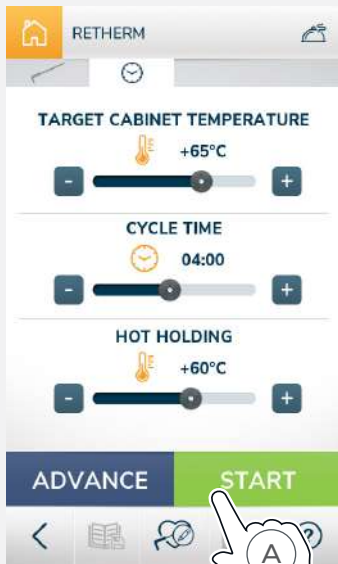 RETHERM
TARGET CABINET TEMPERATURE
+65°C
- +
CYCLE TIME
04:00
- +
HOT HOLDING
+60°C
- +
ADVANCE START
A ?